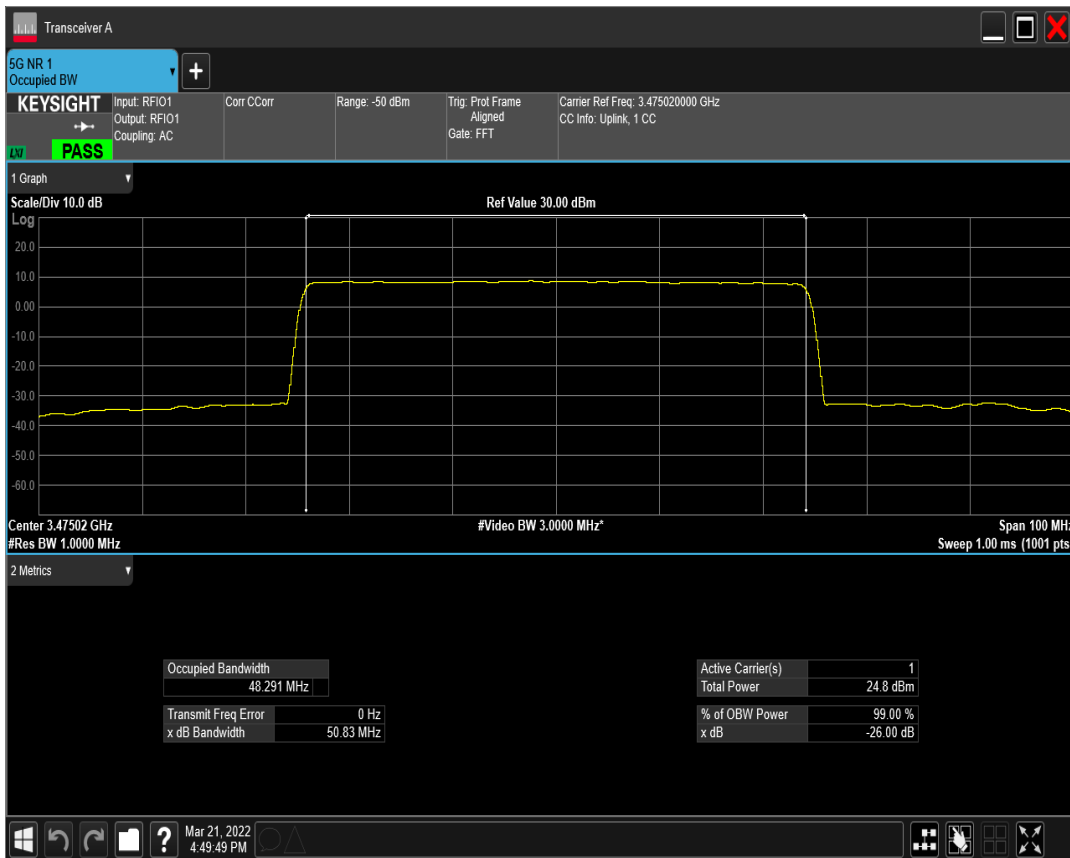 Transceiver A
5G NR 1
Occupied BW
KEYSIGHT
LXI
PASS
Input: RFIO1
Output: RFIO1
Coupling: AC
Corr CCorr
Range: -50 dBm
Trig: Prot Frame
Aligned
Gate: FFT
Carrier Ref Freq: 3.475020000 GHz
CC Info: Uplink, 1 CC
1 Graph
Scale/Div 10.0 dB
Ref Value 30.00 dBm
Log
20.0
10.0
0.00
-10.0
-20.0
-30.0
-40.0
-50.0
-60.0
Center 3.47502 GHz
#Video BW 3.0000 MHz*
Span 100 MHz
#Res BW 1.0000 MHz
Sweep 1.00 ms (1001 pts
2 Metrics
Occupied Bandwidth
48.291 MHz
Transmit Freq Error 0 Hz
x dB Bandwidth 50.83 MHz
Active Carrier(s) 1
Total Power 24.8 dBm
% of OBW Power 99.00 %
x dB -26.00 dB
?
Mar 21, 2022
4:49:49 PM